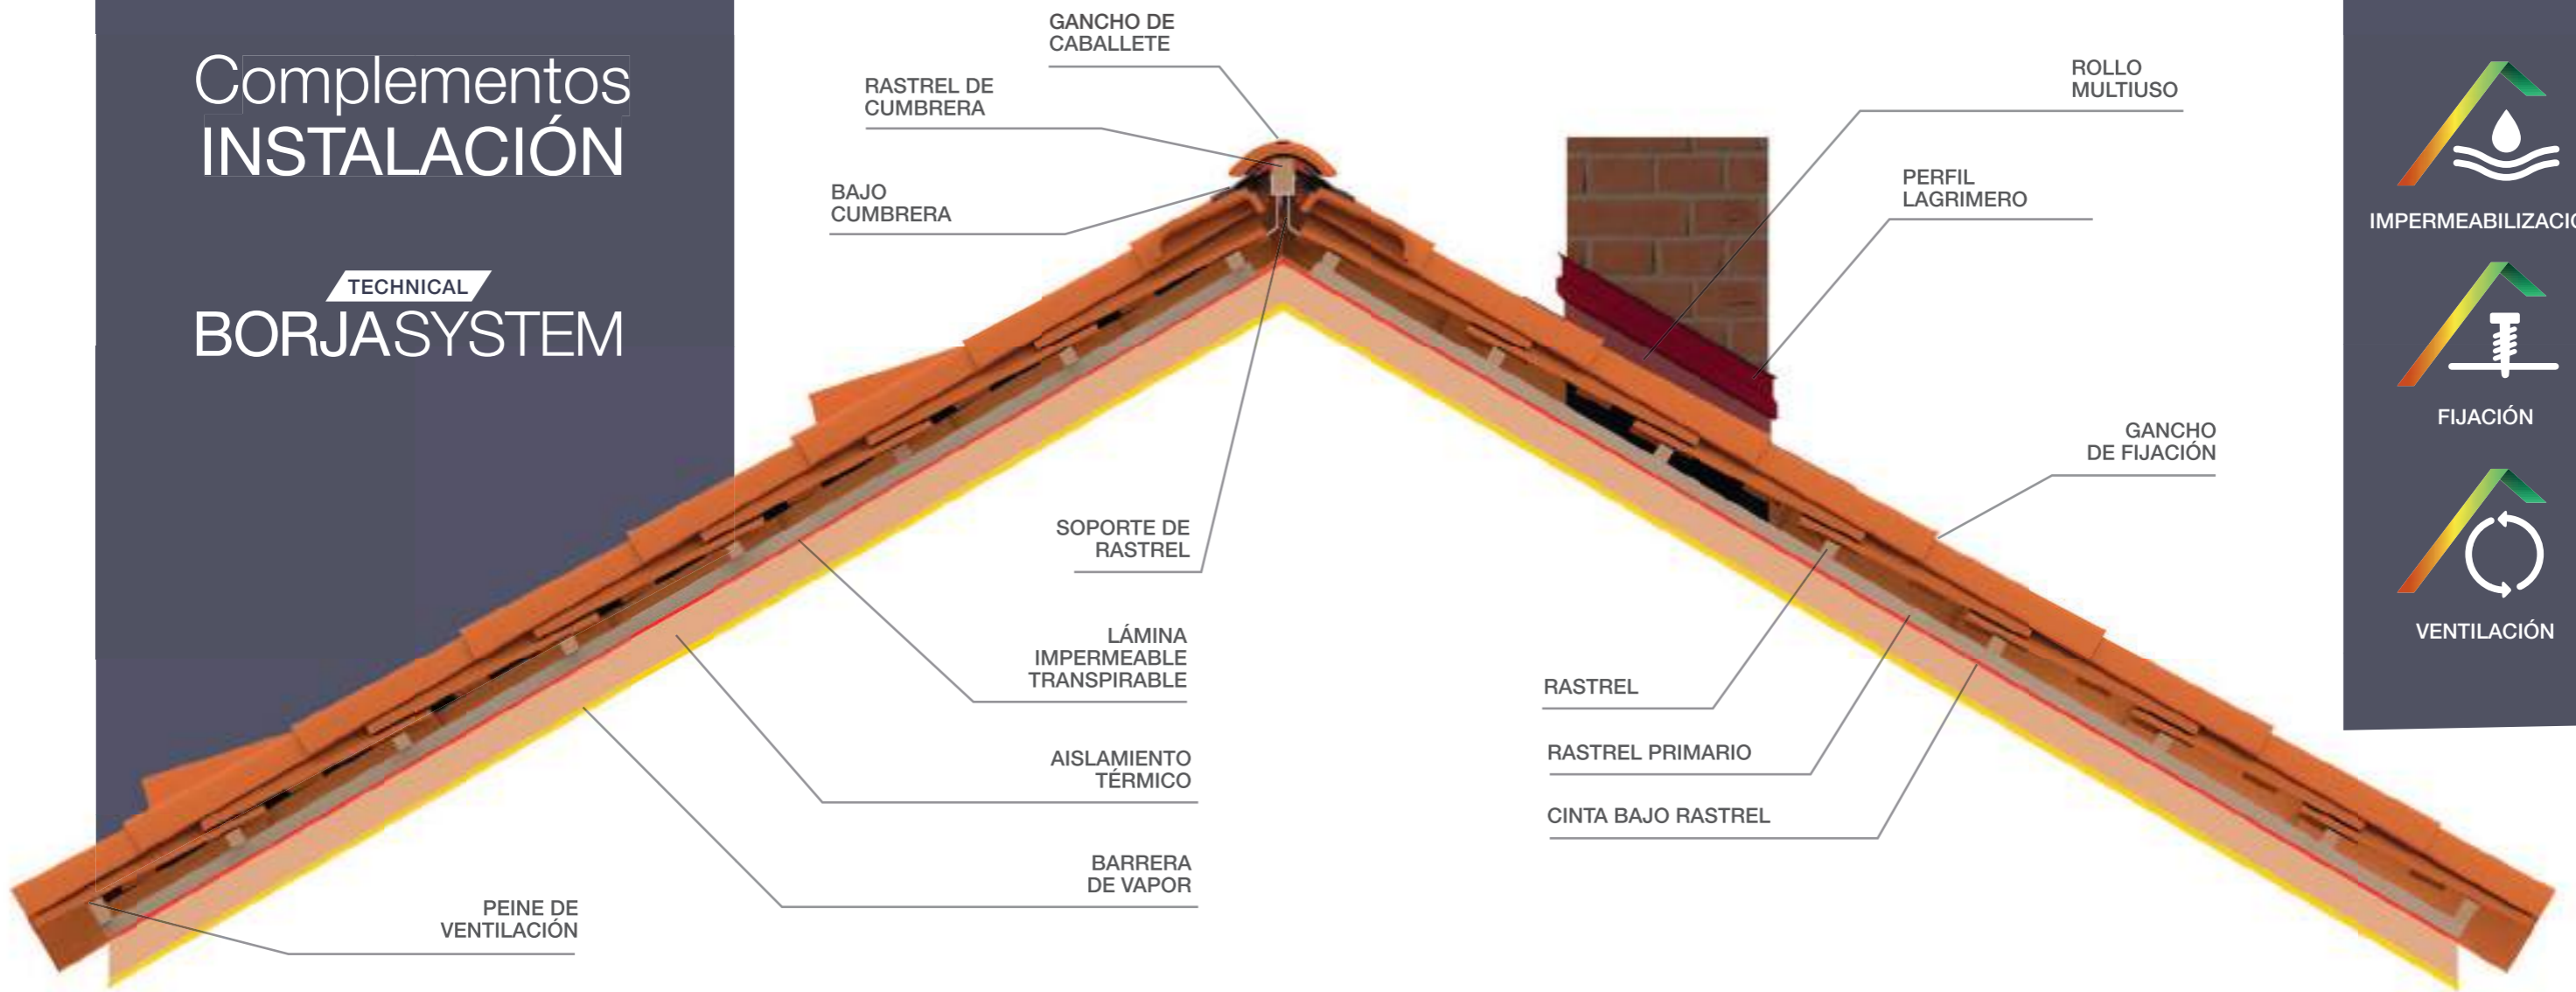 Complementos
INSTALACIÓN
TECHNICAL
BORJASYSTEM
GANCHO DE
CABALLETE
RASTREL DE
CUMBRERA
BAJO
CUMBRERA
ROLLO
MULTIUSO
PERFIL
LAGRIMERO
GANCHO
DE FIJACIÓN
SOPORTE DE
RASTREL
LÁMINA
IMPERMEABLE
TRANSPIRABLE
AISLAMIENTO
TÉRMICO
BARRERA
DE VAPOR
PEINE DE
VENTILACIÓN
RASTREL
RASTREL PRIMARIO
CINTA BAJO RASTREL
IMPERMEABILIZACIÓ
FIJACIÓN
VENTILACIÓN